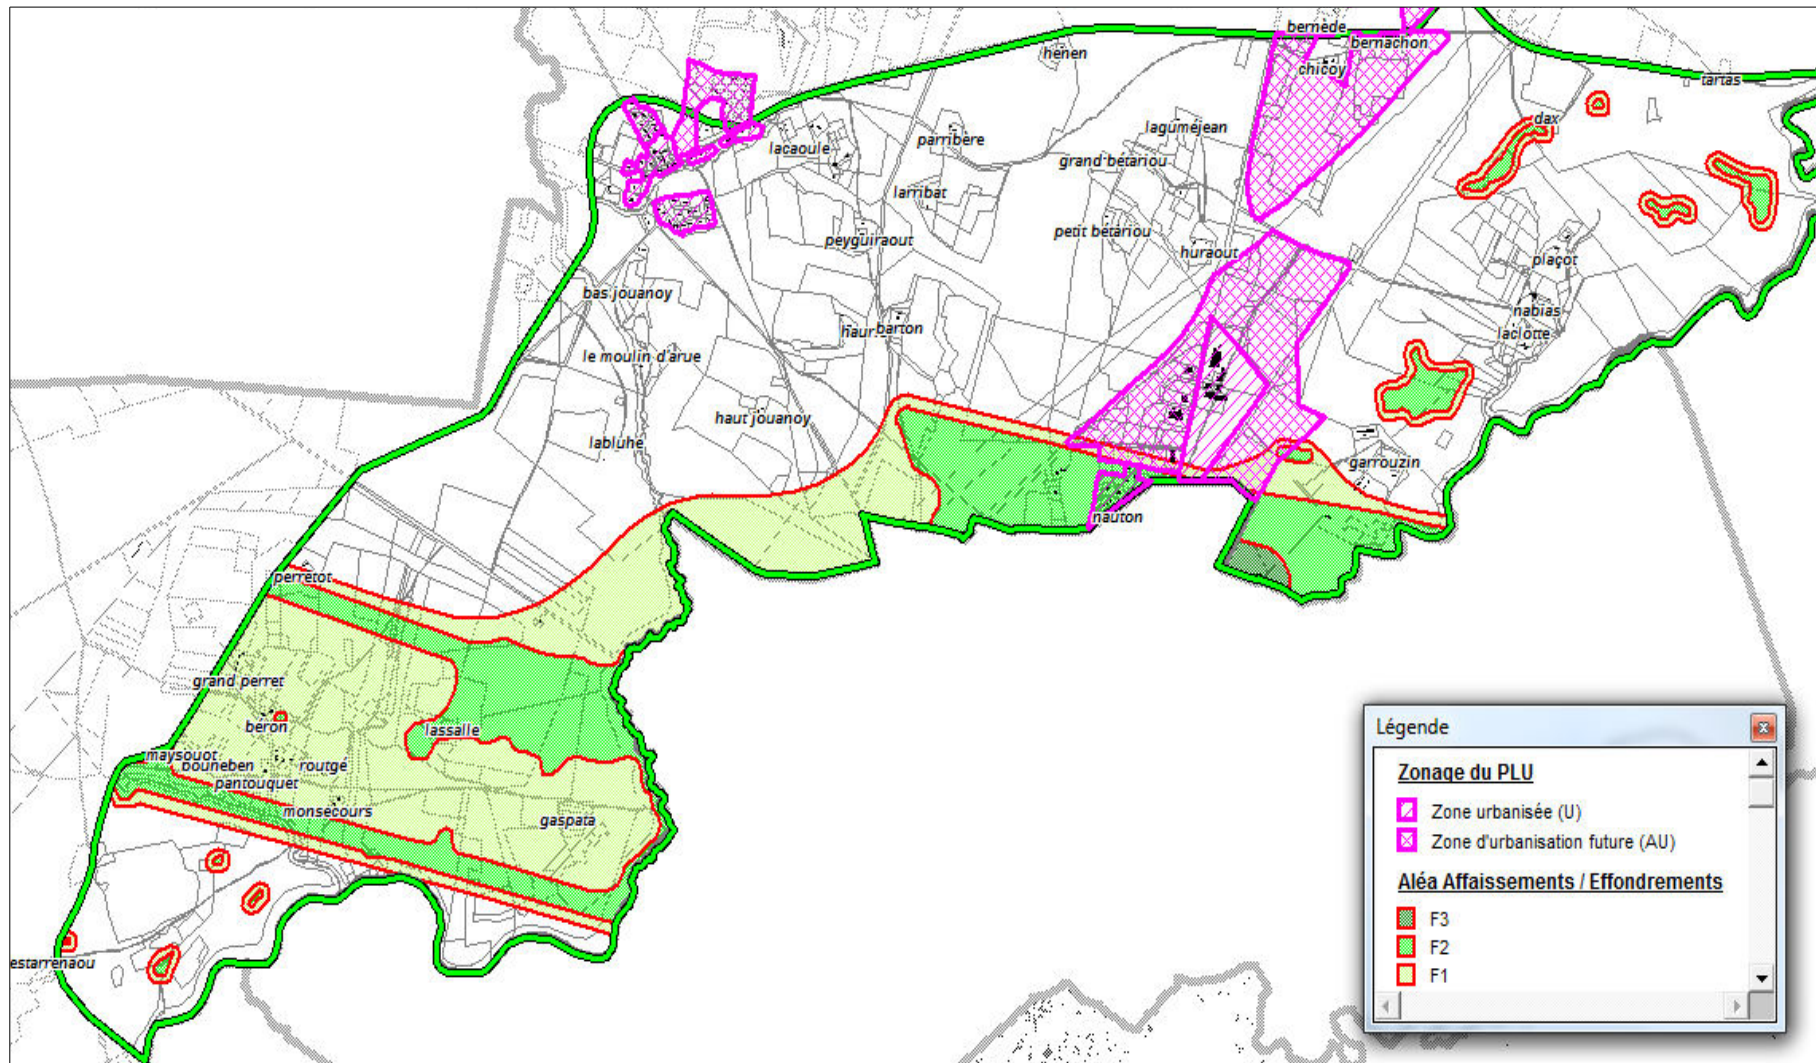 bernède
bernachon
hénen
chicoy
tartas
dax
lagumèjean
parribère
lacaoule
grand bétariou
larribat
petit bétariou
peyguiraout
huraout
plaçot
bas jouanoy
nabias
barton
laclotte
le moulin d'arue
haut jouanoy
labluhe
garrouzin
nauton
perretot
grand perret
béron
lassalle
maysouot
bouneben
routgé
pantouquet
monsecours
gaspata
estarrenaou
Légende
Zonage du PLU
Zone urbanisée (U)
Zone d'urbanisation future (AU)
Aléa Affaissements / Effondrements
F3
F2
F1